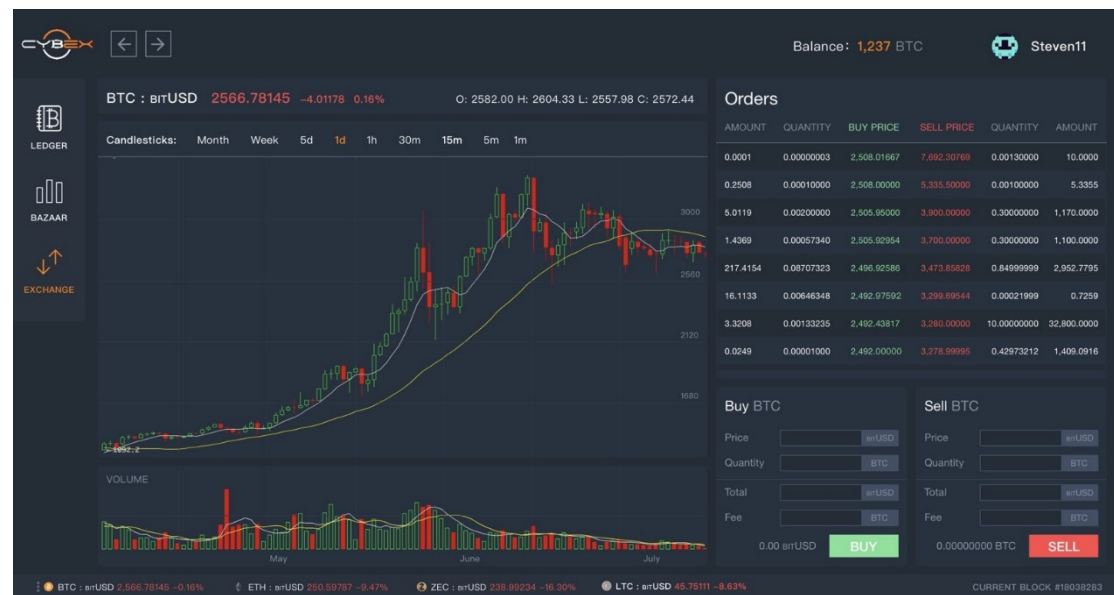 CYBEX
Balance: 1,237 BTC
Steven11
LEDGER
BAZAAR
EXCHANGE
BTC : BITUSD 2566.78145 -4.01178 0.16% O: 2582.00 H: 2604.33 L: 2557.98 C: 2572.44
Candlesticks: Month Week 5d 1d 1h 30m 15m 5m 1m
3000
2560
2120
1680
1092.2
VOLUME
May June July
Orders
AMOUNT QUANTITY BUY PRICE SELL PRICE QUANTITY AMOUNT
0.0001 0.00000003 2,508.01667 7,692.30769 0.00130000 10.0000
0.2508 0.00010000 2,508.00000 5,335.50000 0.00100000 5.3355
5.0119 0.00200000 2,505.95000 3,900.00000 0.30000000 1,170.0000
1.4369 0.00057340 2,505.92954 3,700.00000 0.30000000 1,100.0000
217.4154 0.08707323 2,496.92586 3,473.85828 0.84999999 2,952.7795
16.1133 0.00646348 2,492.97592 3,299.69544 0.00021999 0.7259
3.3208 0.00133235 2,492.43817 3,280.00000 10.00000000 32,800.0000
0.0249 0.00001000 2,492.00000 3,278.99995 0.42973212 1,409.0916
Buy BTC
Price BITUSD
Quantity BTC
Total BITUSD
Fee BTC
0.00 BITUSD BUY
Sell BTC
Price BITUSD
Quantity BTC
Total BITUSD
Fee BTC
0.00000000 BTC SELL
BTC : BITUSD 2,566.78145 -0.16% ETH : BITUSD 250.59787 -9.47% ZEC : BITUSD 238.99234 -16.30% LTC : BITUSD 45.75111 -8.63% CURRENT BLOCK #18038283